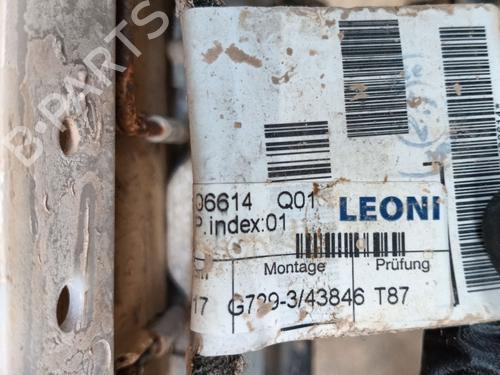 B-PARTS
06614 Q01
P.index:01
LEONI
Montage
Prüfung
17
G729-3/43846
T87